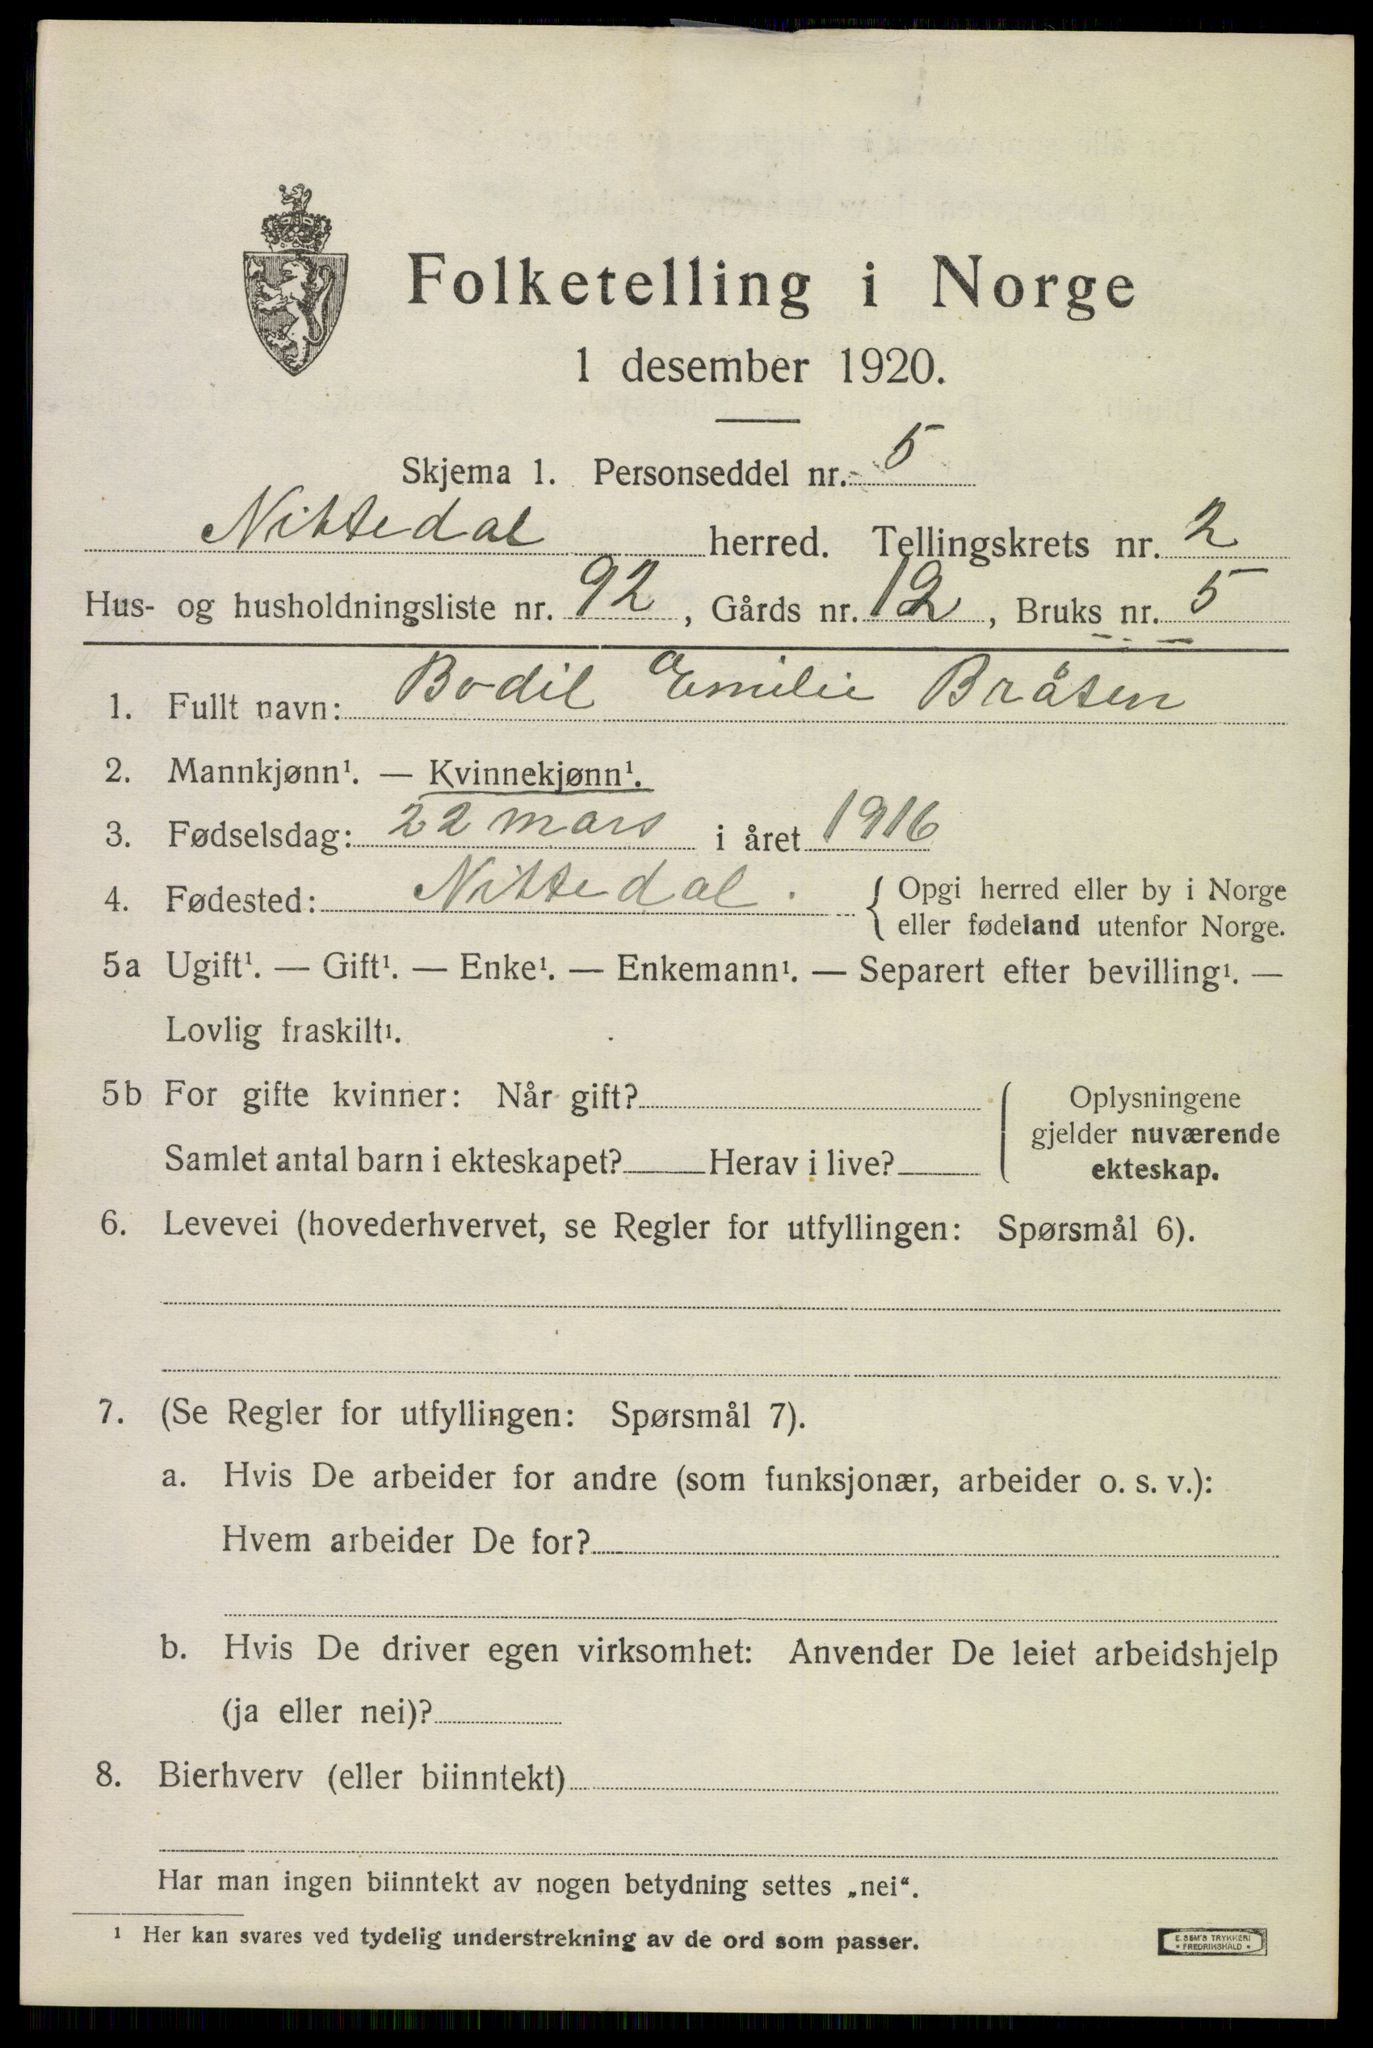 Folketelling i Norge
1 desember 1920.
Skjema 1. Personseddel nr. 5
Nittedal herred. Tellingskrets nr. 2
Hus- og husholdningsliste nr. 92, Gårds nr. 12, Bruks nr. 5
1. Fullt navn: Bodil Emilie Bråten
2. Mannkjønn¹. — Kvinnekjønn¹.
3. Fødselsdag: 22 mars i året 1916
4. Fødested: Nittedal. { Opgi herred eller by i Norge
eller fødeland utenfor Norge.
5a Ugift¹. — Gift¹. — Enke¹. — Enkemann¹. — Separert efter bevilling¹. —
Lovlig fraskilt¹.
5b For gifte kvinner: Når gift?
Samlet antal barn i ekteskapet? Herav i live?
Oplysningene
gjelder nuværende
ekteskap.
6. Levevei (hovederhvervet, se Regler for utfyllingen: Spørsmål 6).
7. (Se Regler for utfyllingen: Spørsmål 7).
a. Hvis De arbeider for andre (som funksjonær, arbeider o. s. v.):
Hvem arbeider De for?
b. Hvis De driver egen virksomhet: Anvender De leiet arbeidshjelp
(ja eller nei)?
8. Bierhverv (eller biinntekt)
Har man ingen biinntekt av nogen betydning settes „nei“.
¹ Her kan svares ved tydelig understrekning av de ord som passer.
E. SEM'S TRYKKERI
* FREDRIKSHALD *